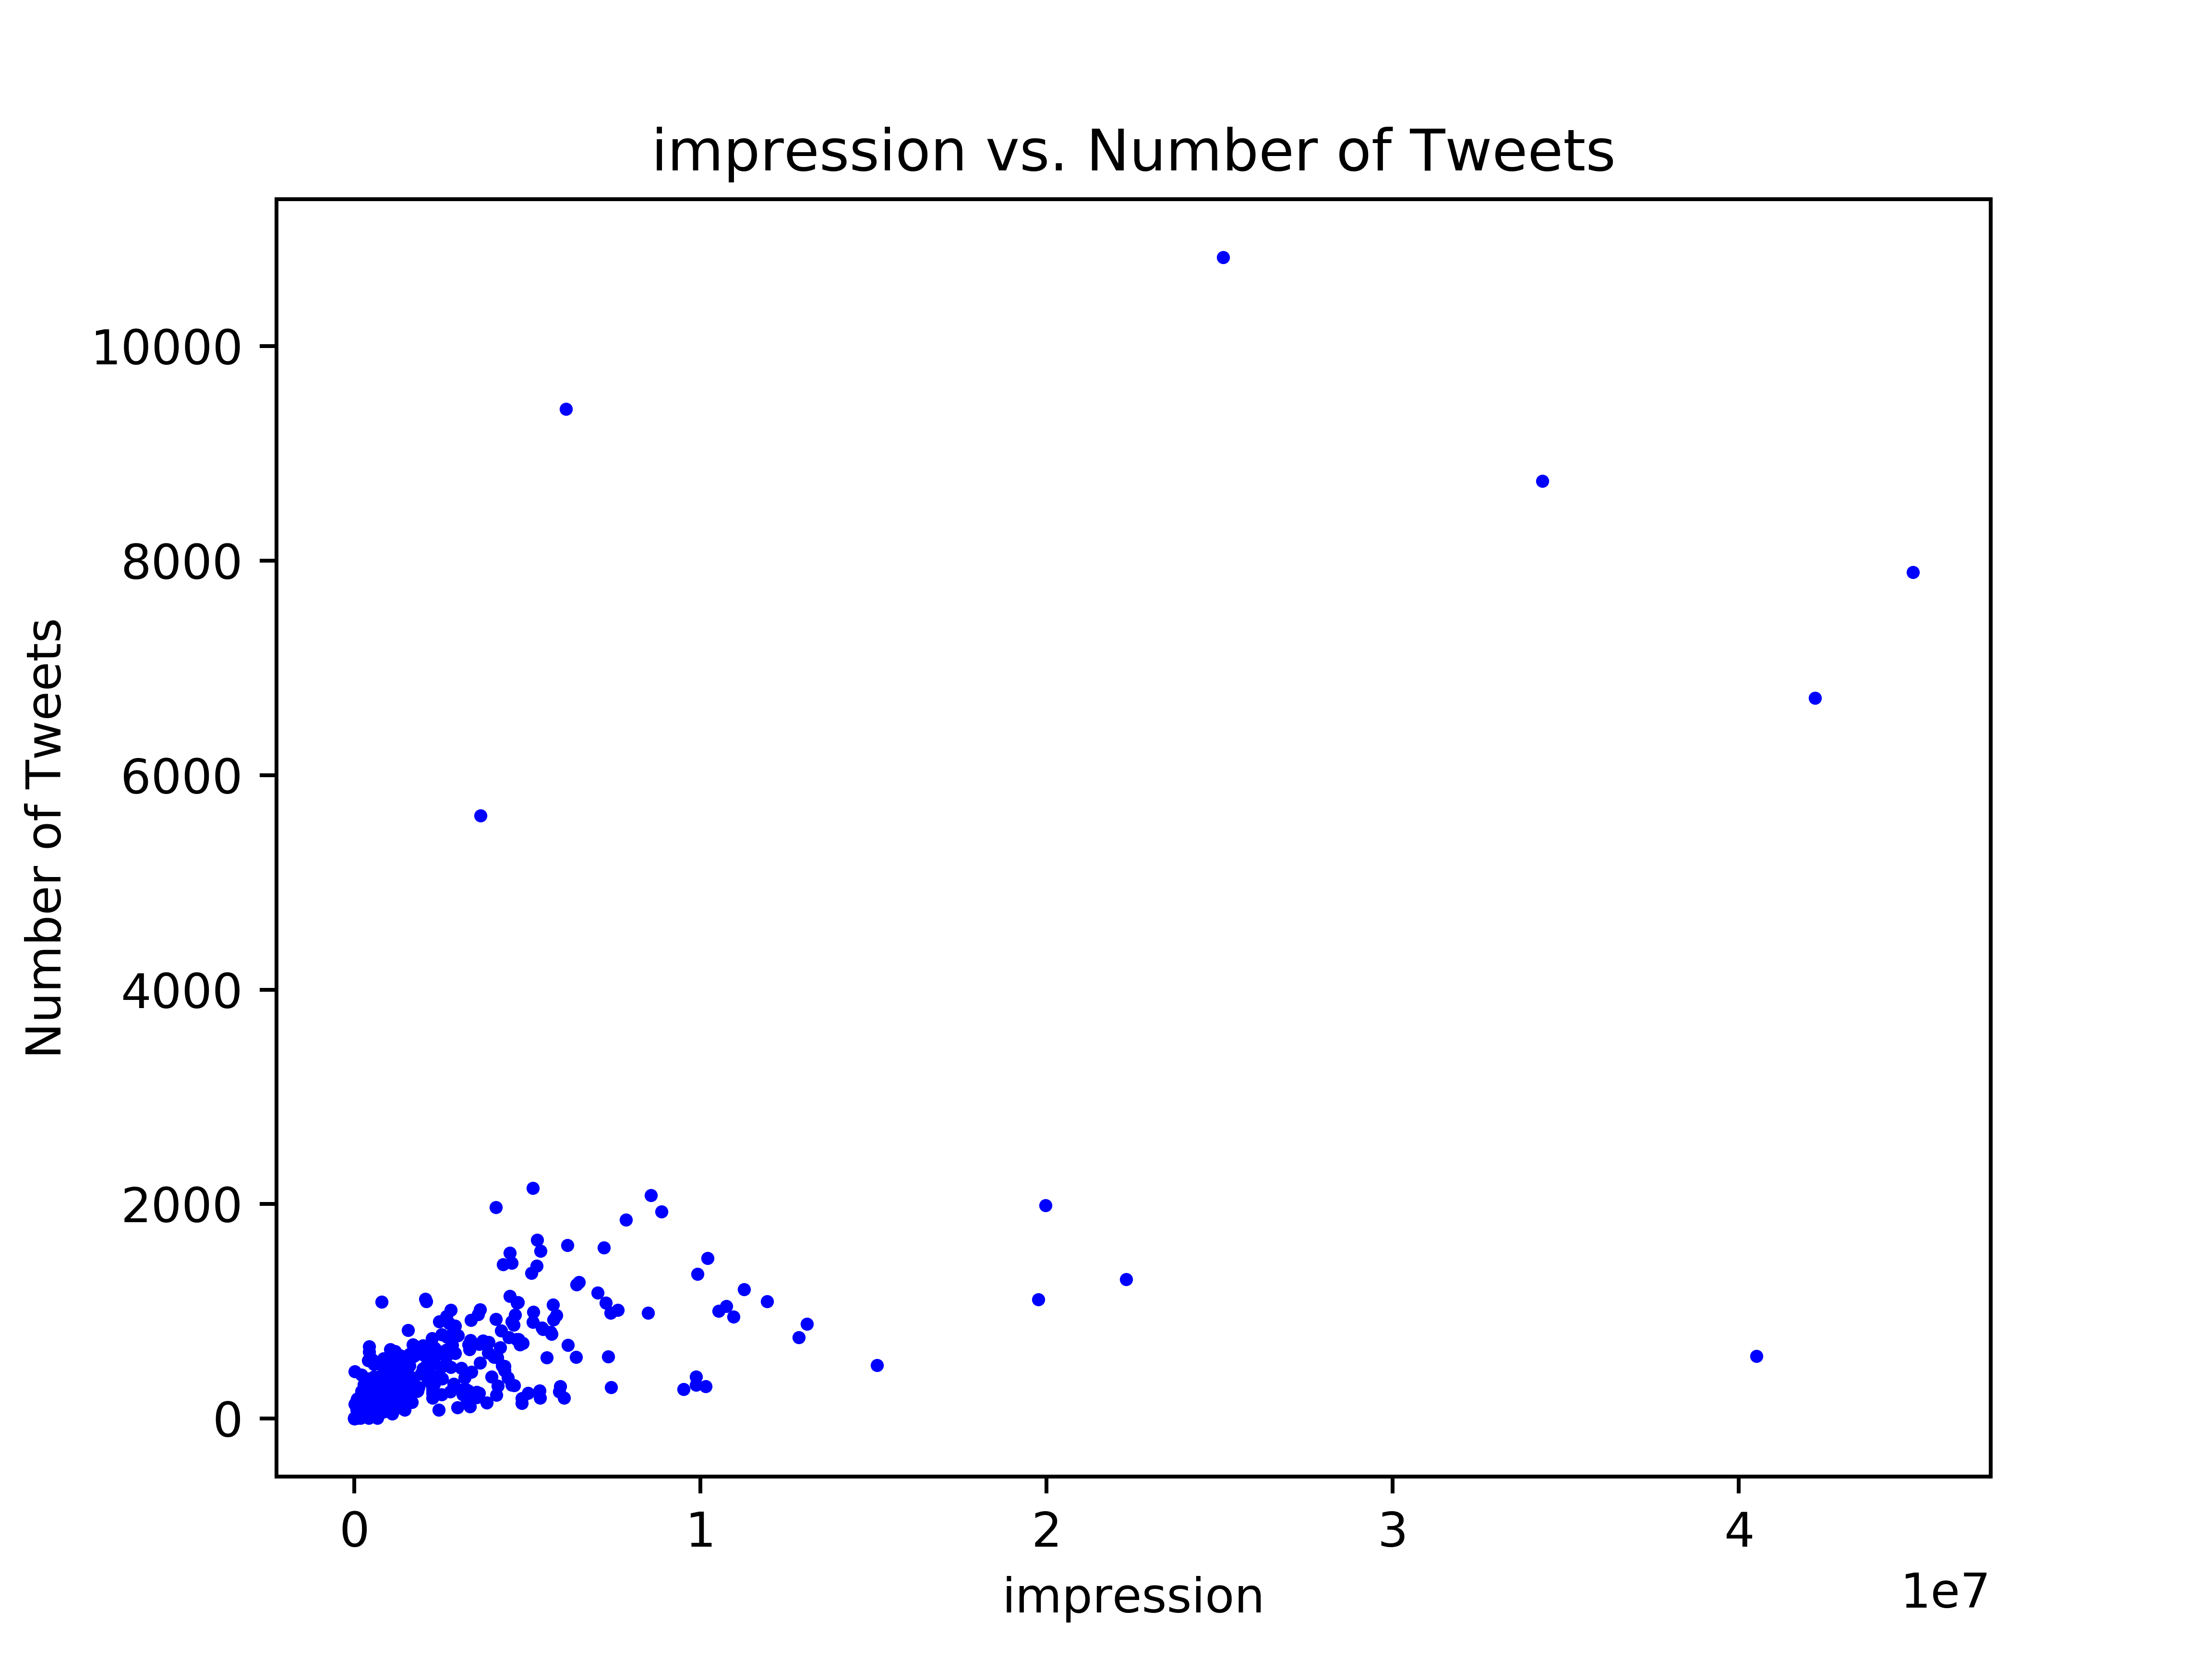 impression vs. Number of Tweets
Number of Tweets
10000
8000
6000
4000
2000
0
0 1 2 3 4
1e7
impression